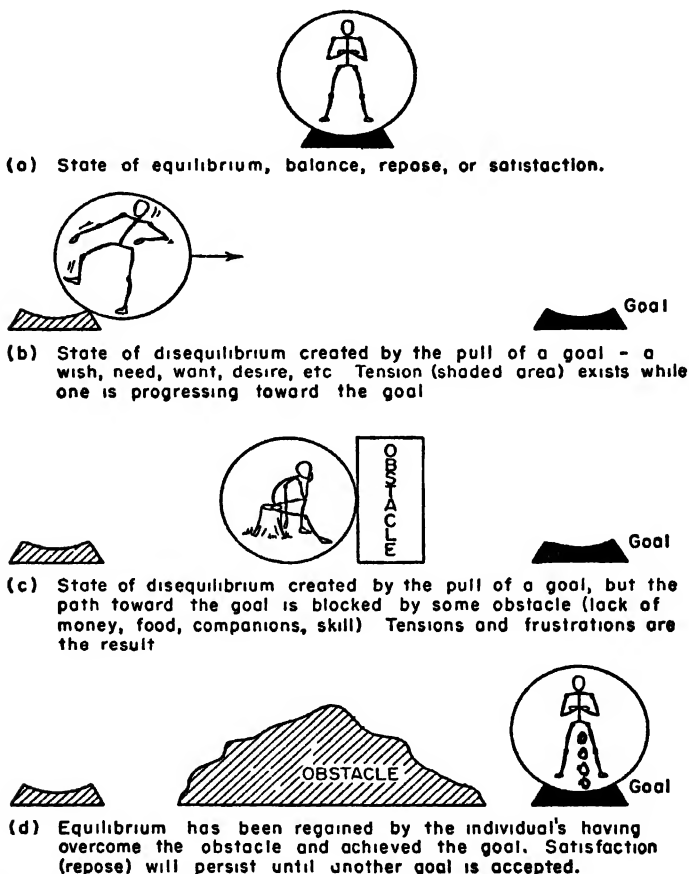 (a) State of equilibrium, balance, repose, or satistaction.
Goal
(b) State of disequilibrium created by the pull of a goal - a
wish, need, want, desire, etc Tension (shaded area) exists while
one is progressing toward the goal
OBSTACLE
Goal
(c) State of disequilibrium created by the pull of a goal, but the
path toward the goal is blocked by some obstacle (lack of
money, food, companions, skill) Tensions and frustrations are
the result
OBSTACLE
Goal
(d) Equilibrium has been regained by the individual's having
overcome the obstacle and achieved the goal. Satisfaction
(repose) will persist until another goal is accepted.